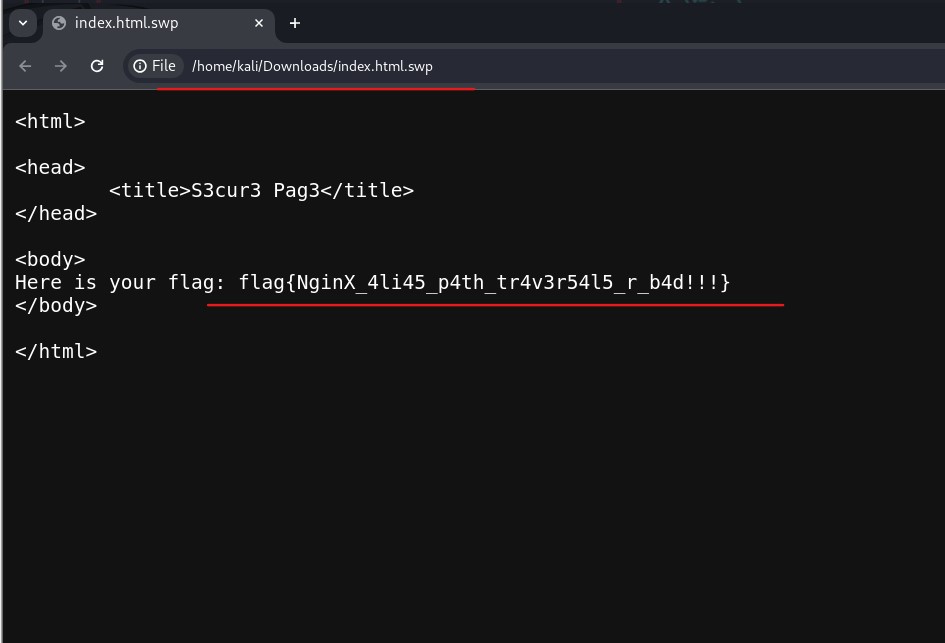 index.html.swp
File /home/kali/Downloads/index.html.swp
<html>
<head>
<title>S3cur3 Pag3</title>
</head>
<body>
Here is your flag: flag{NginX_4li45_p4th_tr4v3r54l5_r_b4d!!!}
</body>
</html>